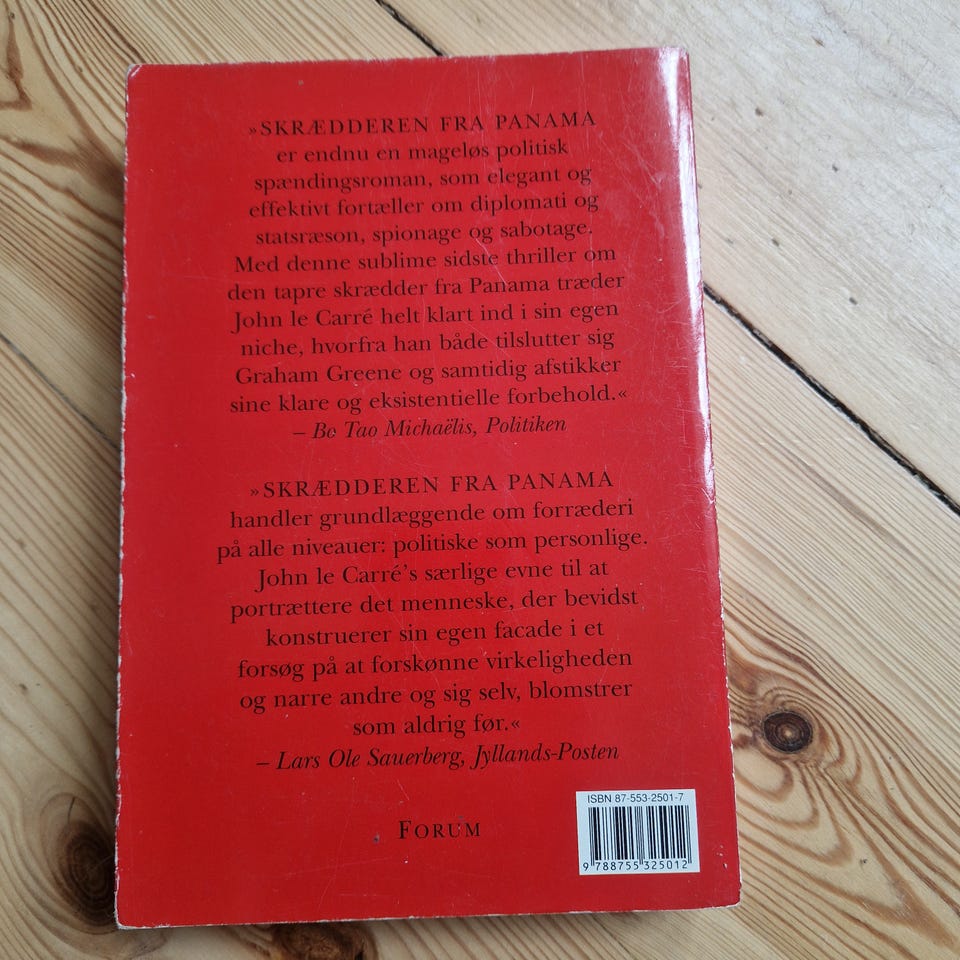 »SKRÆDDEREN FRA PANAMA
er endnu en mageløs politisk
spændingsroman, som elegant og
effektivt fortæller om diplomati og
statsræson, spionage og sabotage.
Med denne sublime sidste thriller om
den tapre skrædder fra Panama træder
John le Carré helt klart ind i sin egen
niche, hvorfra han både tilslutter sig
Graham Greene og samtidig afstikker
sine klare og eksistentielle forbehold.«
– Bo Tao Michaëlis, Politiken
»SKRÆDDEREN FRA PANAMA
handler grundlæggende om forræderi
på alle niveauer: politiske som personlige.
John le Carré's særlige evne til at
portrættere det menneske, der bevidst
konstruerer sin egen facade i et
forsøg på at forskønne virkeligheden
og narre andre og sig selv, blomstrer
som aldrig før.«
– Lars Ole Sauerberg, Jyllands-Posten
FORUM
ISBN 87-553-2501-7
9 788755 325012